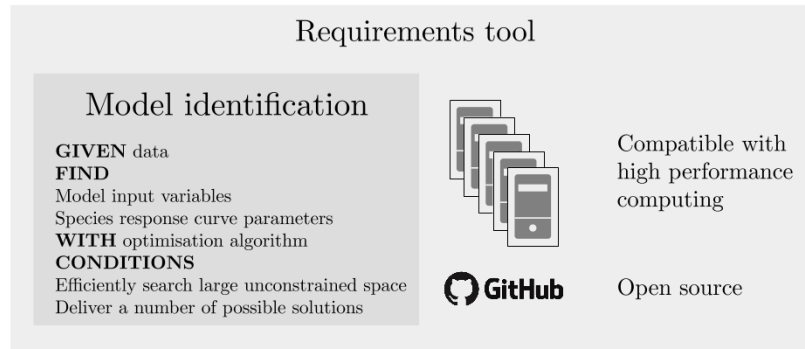 Requirements tool
Model identification
GIVEN data
FIND
Model input variables
Species response curve parameters
WITH optimisation algorithm
CONDITIONS
Efficiently search large unconstrained space
Deliver a number of possible solutions
Compatible with
high performance
computing
GitHub
Open source